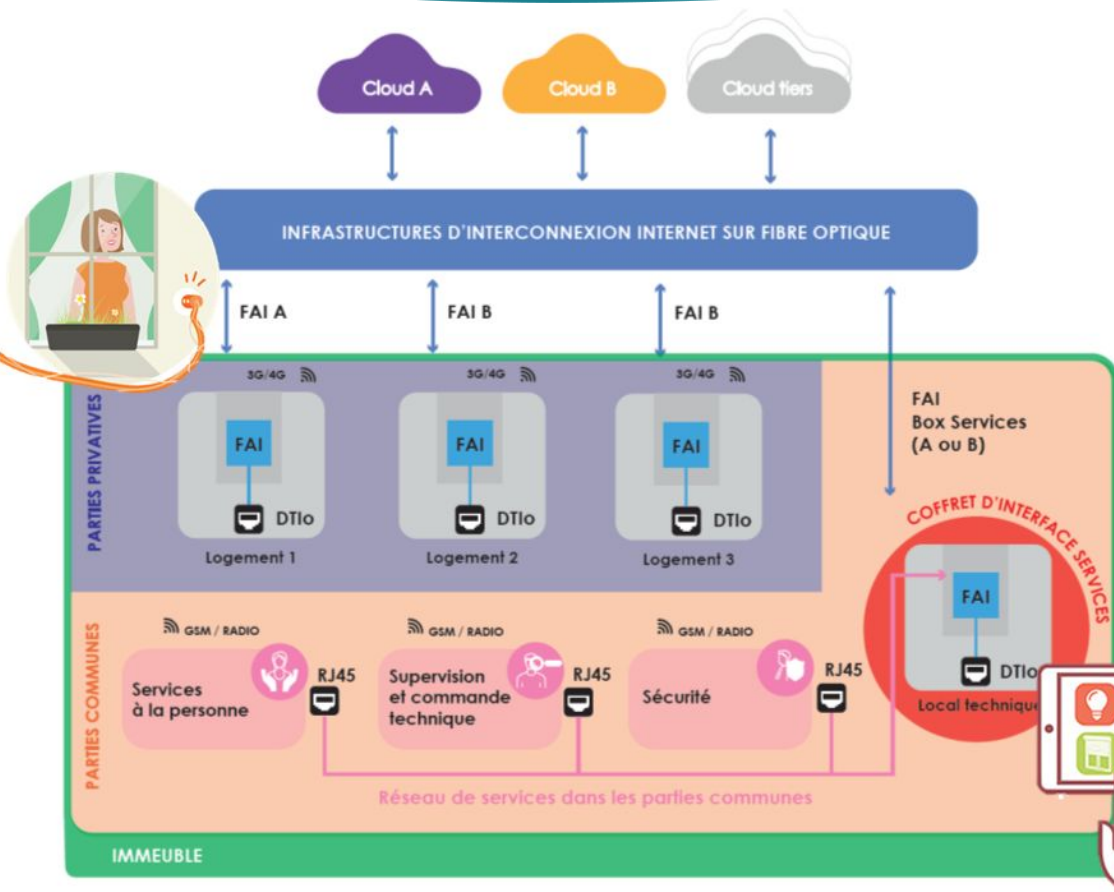 Cloud A
Cloud B
Cloud tiers
INFRASTRUCTURES D'INTERCONNEXION INTERNET SUR FIBRE OPTIQUE
FAI A
FAI B
FAI B
3G/4G
3G/4G
3G/4G
FAI
Box Services
(A ou B)
PARTIES PRIVATIVES
FAI
FAI
FAI
DTIo
DTIo
DTIo
Logement 1
Logement 2
Logement 3
COFFRET D'INTERFACE SERVICES
FAI
DTIo
Local technique
PARTIES COMMUNES
GSM / RADIO
GSM / RADIO
GSM / RADIO
Services
à la personne
RJ45
Supervision
et commande
technique
RJ45
Sécurité
RJ45
Réseau de services dans les parties communes
IMMEUBLE